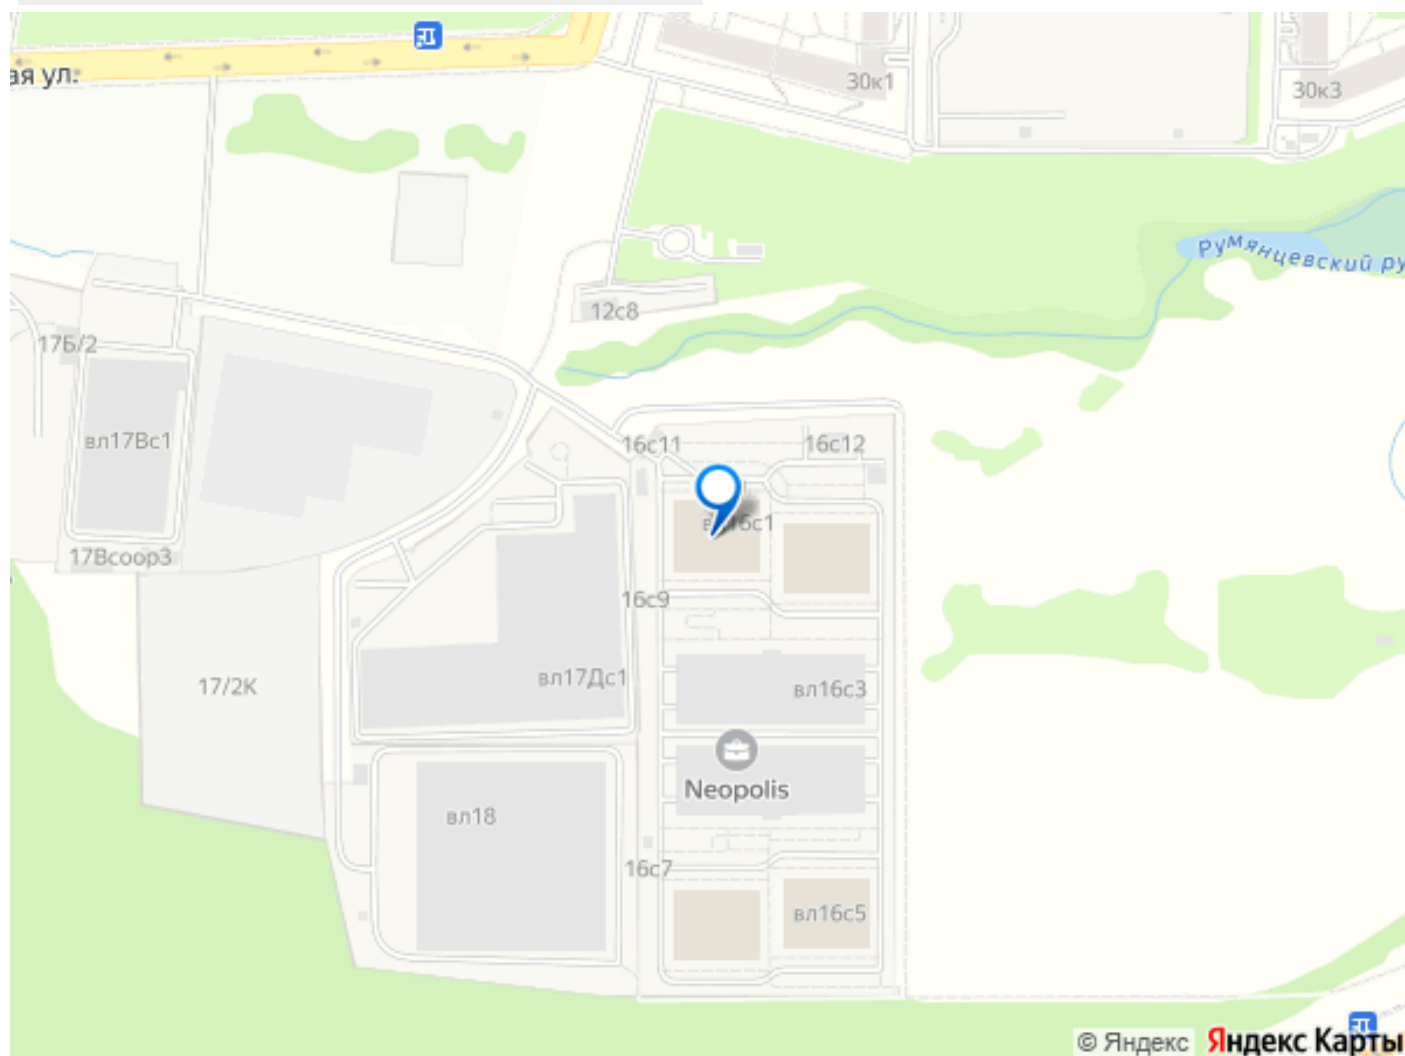 ая ул.
30к1
30к3
Румянцевский ру
12с8
17Б/2
вл17Вс1
16с11
16с12
вл16с1
17Всоор3
16с9
17/2К
вл17Дс1
вл16с3
Neopolis
вл18
16с7
вл16с5
© Яндекс Яндекс Карты